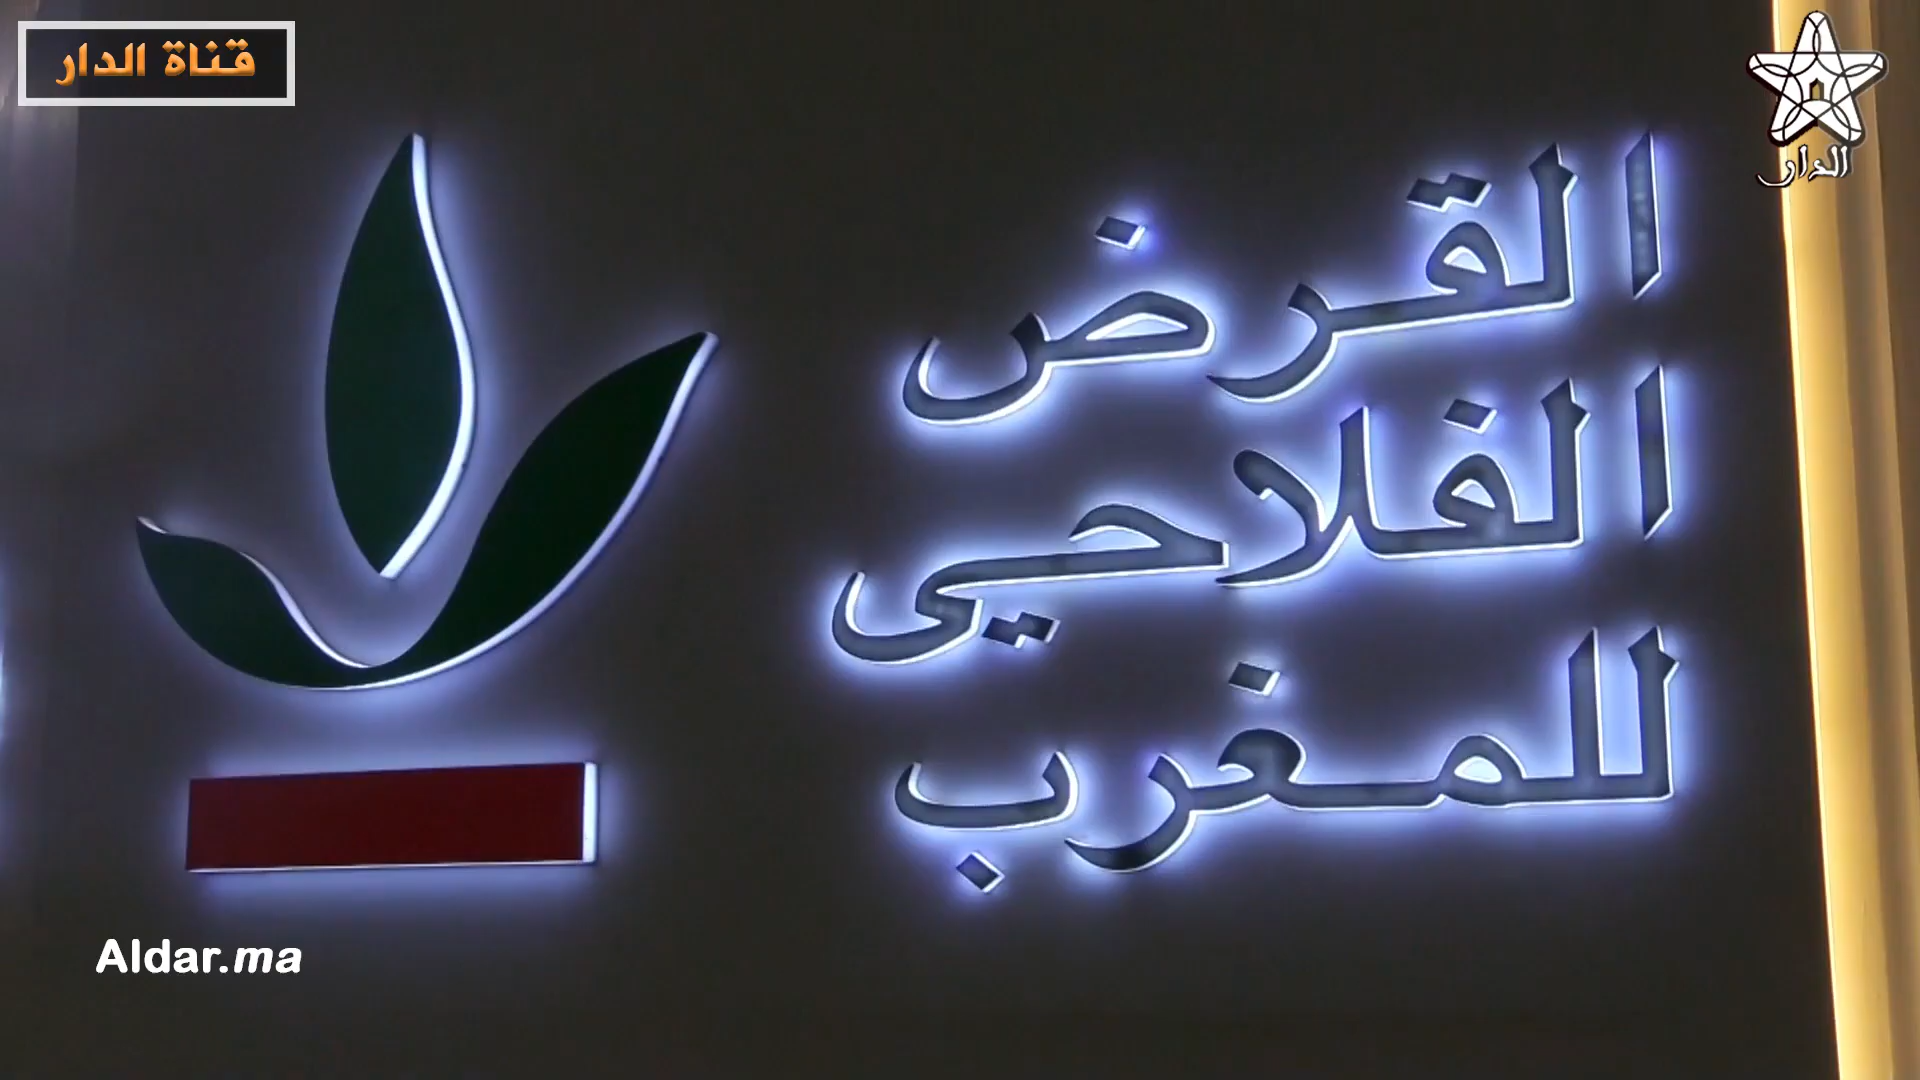 قناة الدار
الدار
القرض
الفلاحي
للمغرب
Aldar.ma